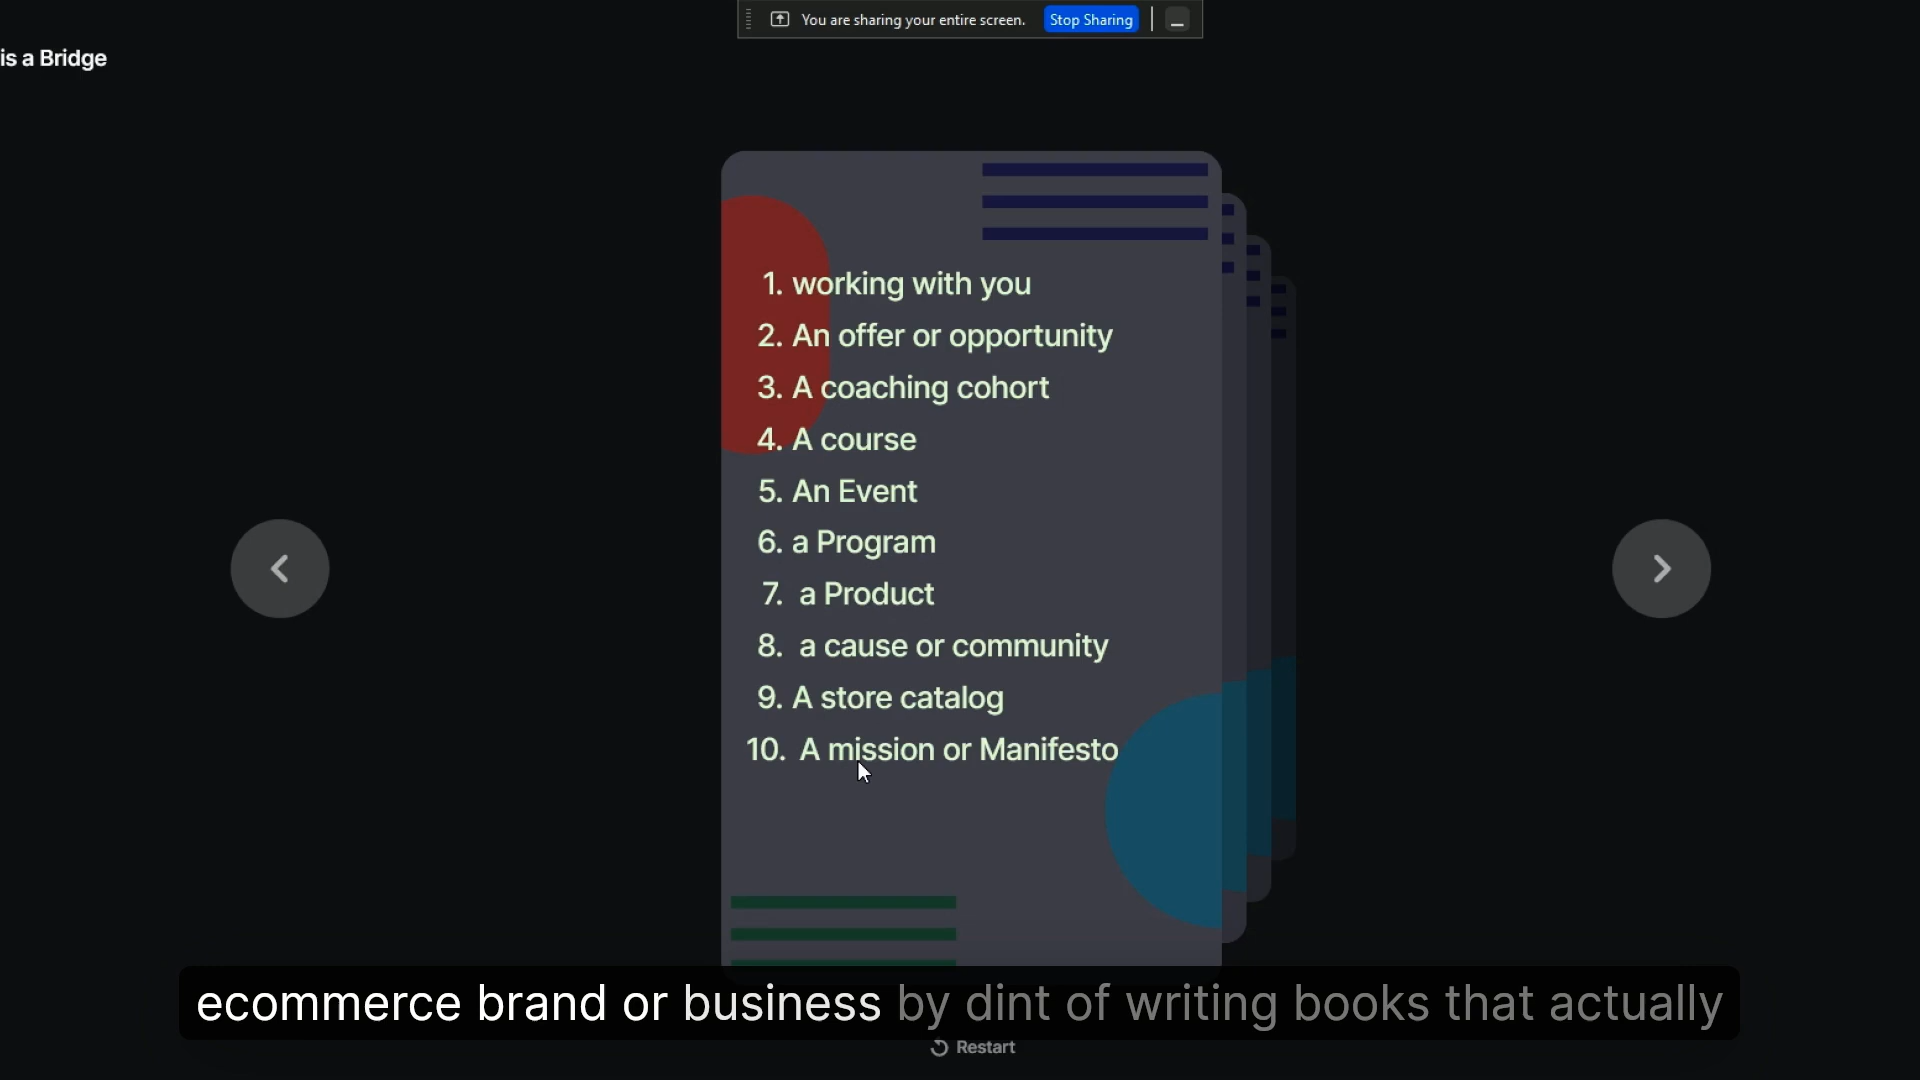 You are sharing your entire screen. Stop Sharing
is a Bridge
1. working with you
2. An offer or opportunity
3. A coaching cohort
4. A course
5. An Event
6. a Program
7. a Product
8. a cause or community
9. A store catalog
10. A mission or Manifesto
ecommerce brand or business by dint of writing books that actually
Restart